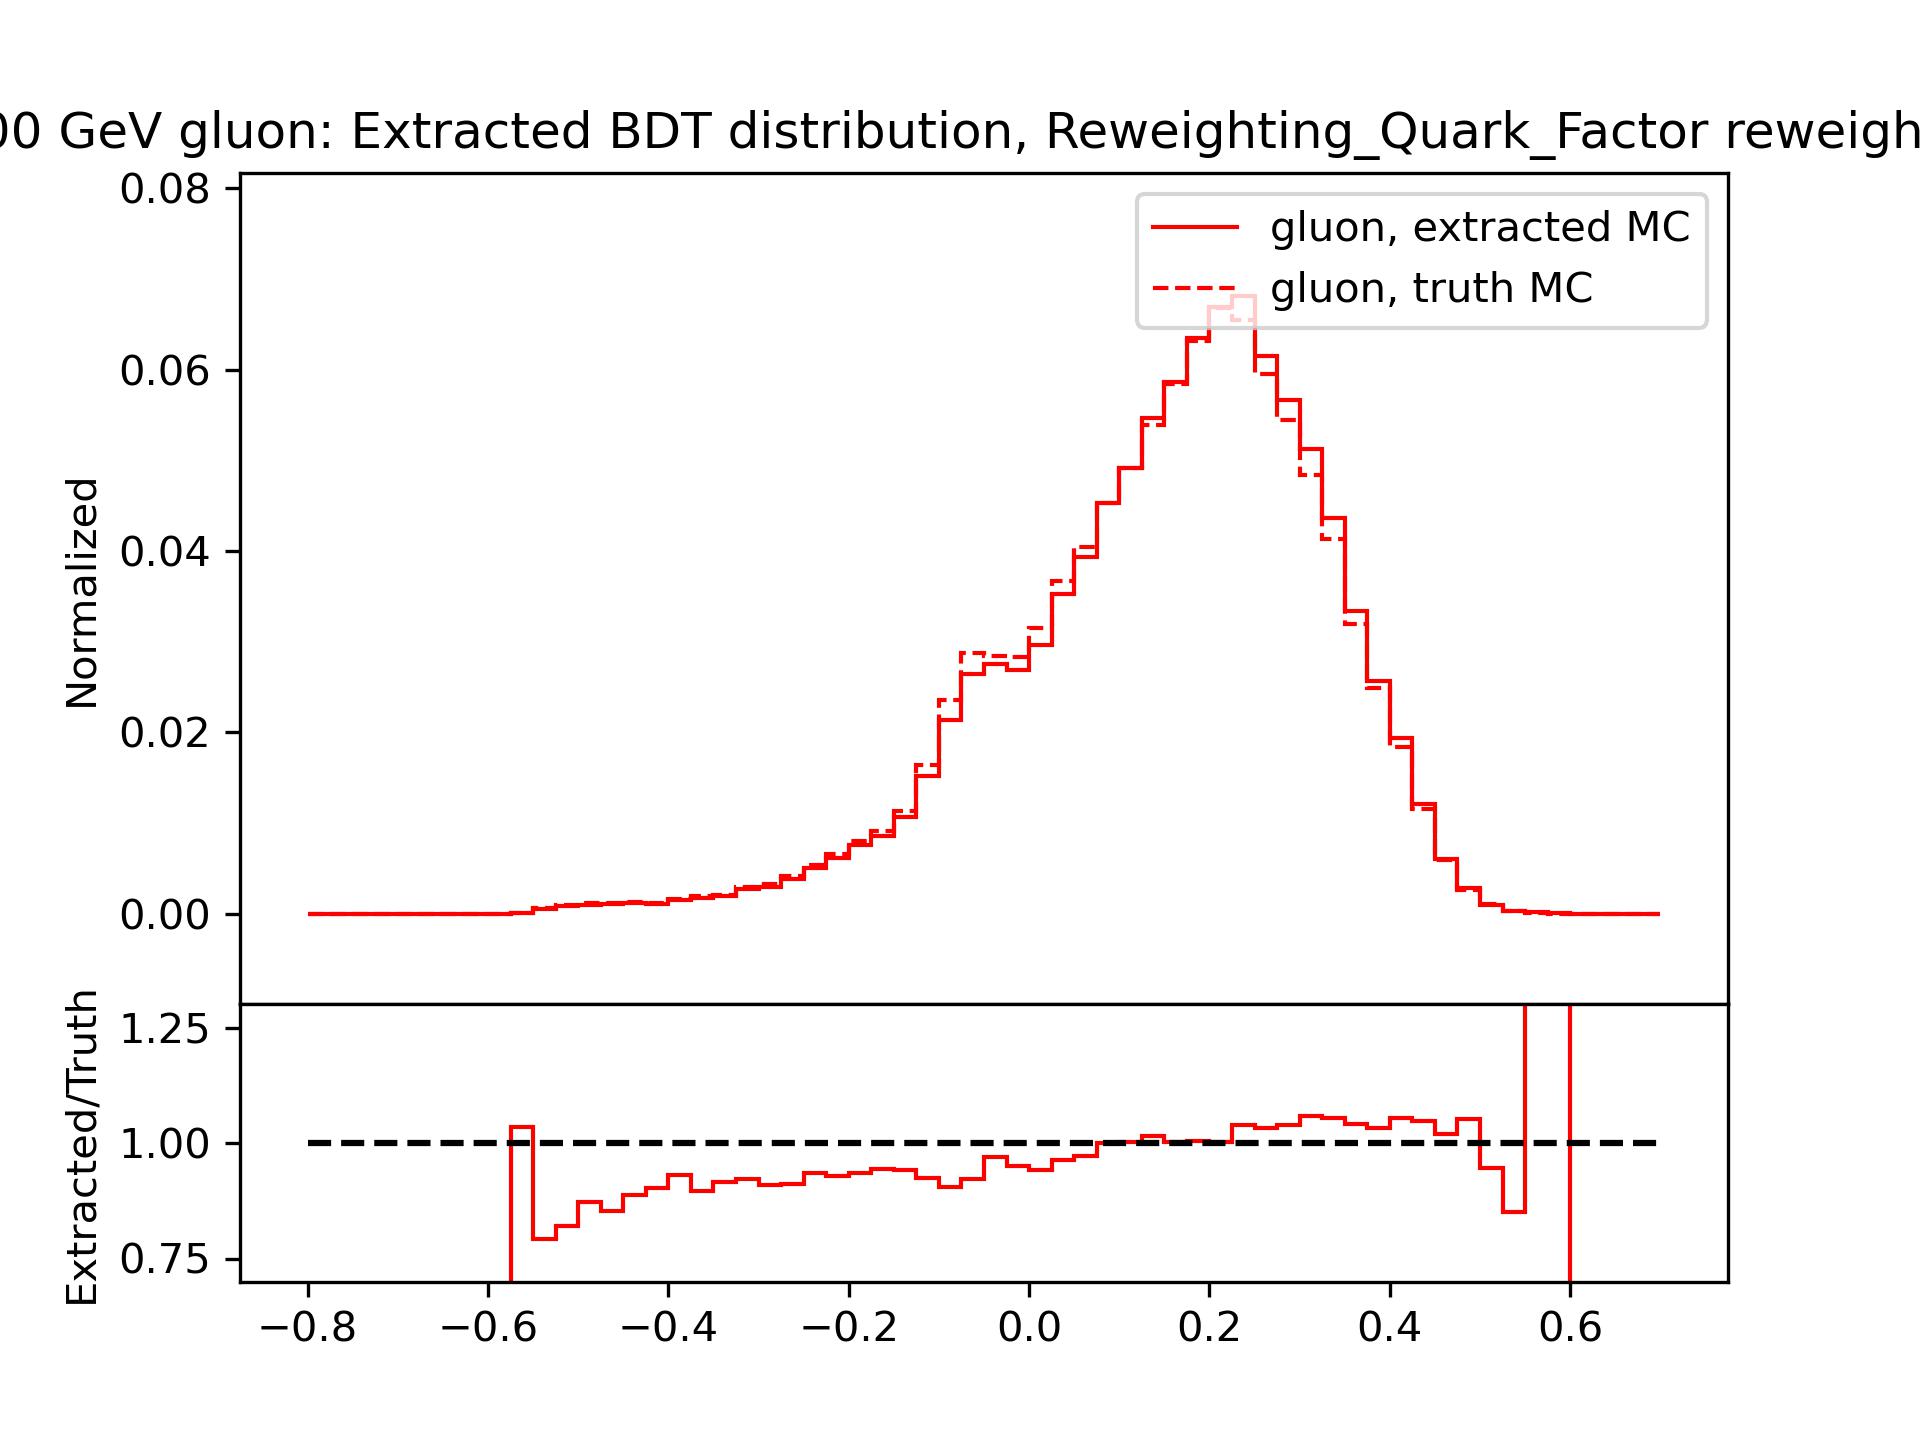 00 GeV gluon: Extracted BDT distribution, Reweighting_Quark_Factor reweigh
gluon, extracted MC
gluon, truth MC
Normalized
0.08
0.06
0.04
0.02
0.00
Extracted/Truth
1.25
1.00
0.75
−0.8 −0.6 −0.4 −0.2 0.0 0.2 0.4 0.6